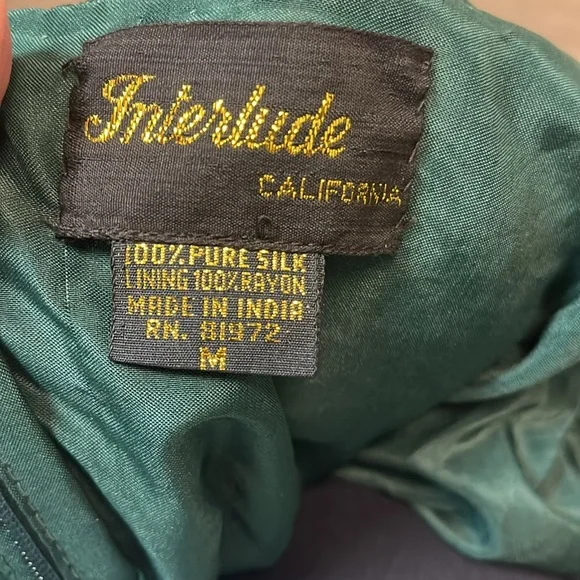 Interlude
CALIFORNIA
100% PURE SILK
LINING 100% RAYON
MADE IN INDIA
RN. 81972
M